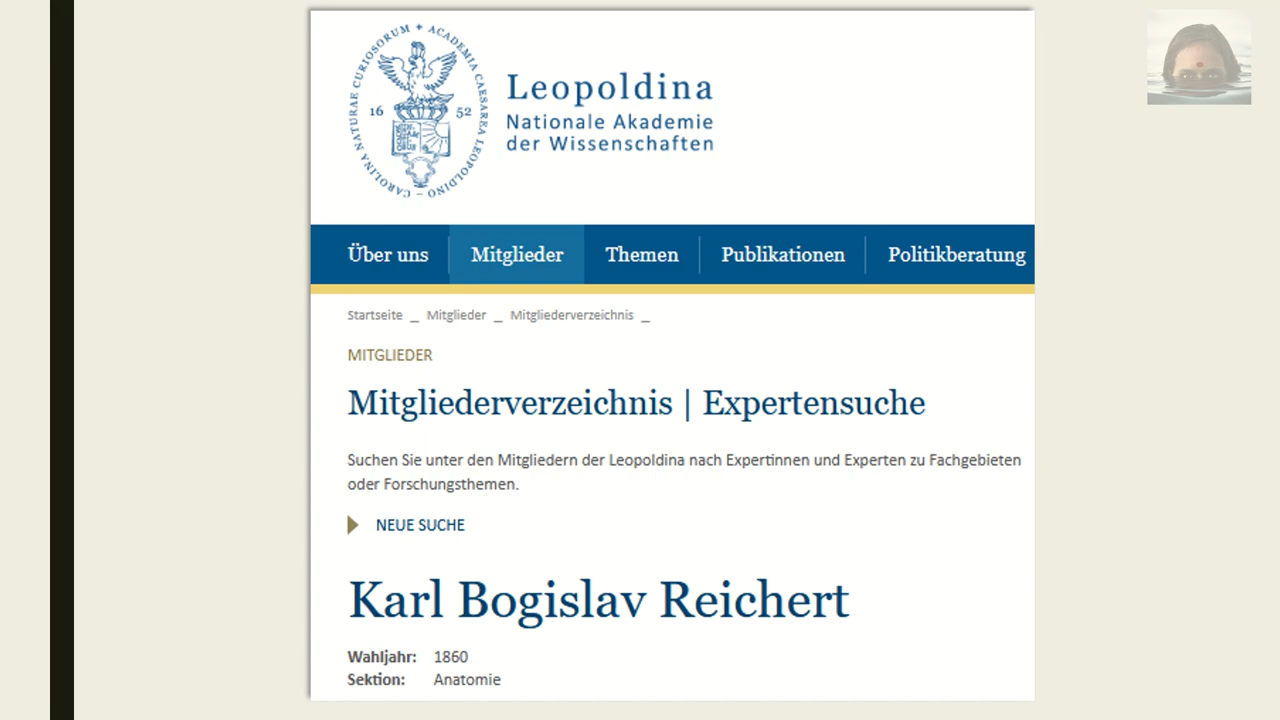 CAROLINA NATURAE CURIOSORUM * ACADEMIA CAESAREA LEOPOLDINO –
16 52
Leopoldina
Nationale Akademie
der Wissenschaften
Über uns Mitglieder Themen Publikationen Politikberatung
Startseite _ Mitglieder _ Mitgliederverzeichnis _
MITGLIEDER
Mitgliederverzeichnis | Expertensuche
Suchen Sie unter den Mitgliedern der Leopoldina nach Expertinnen und Experten zu Fachgebieten
oder Forschungsthemen.
NEUE SUCHE
Karl Bogislav Reichert
Wahljahr: 1860
Sektion: Anatomie